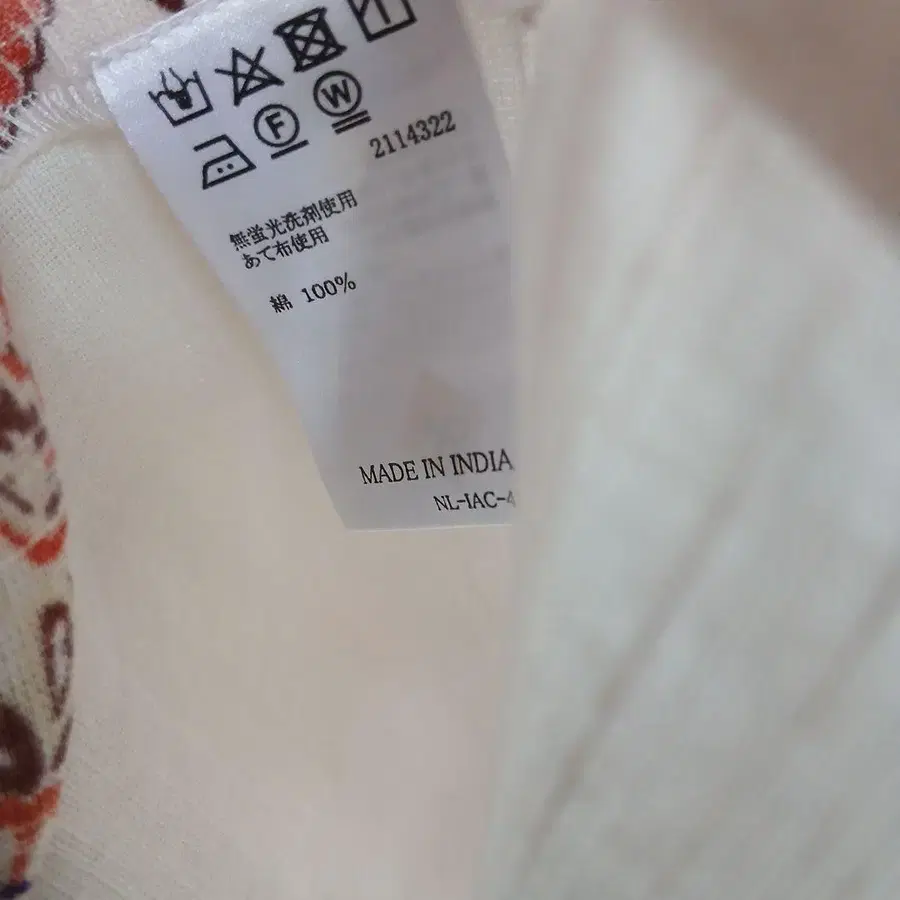 F
W
2114322
無蛍光洗剤使用
あて布使用
綿 100%
MADE IN INDIA
NL-IAC-4